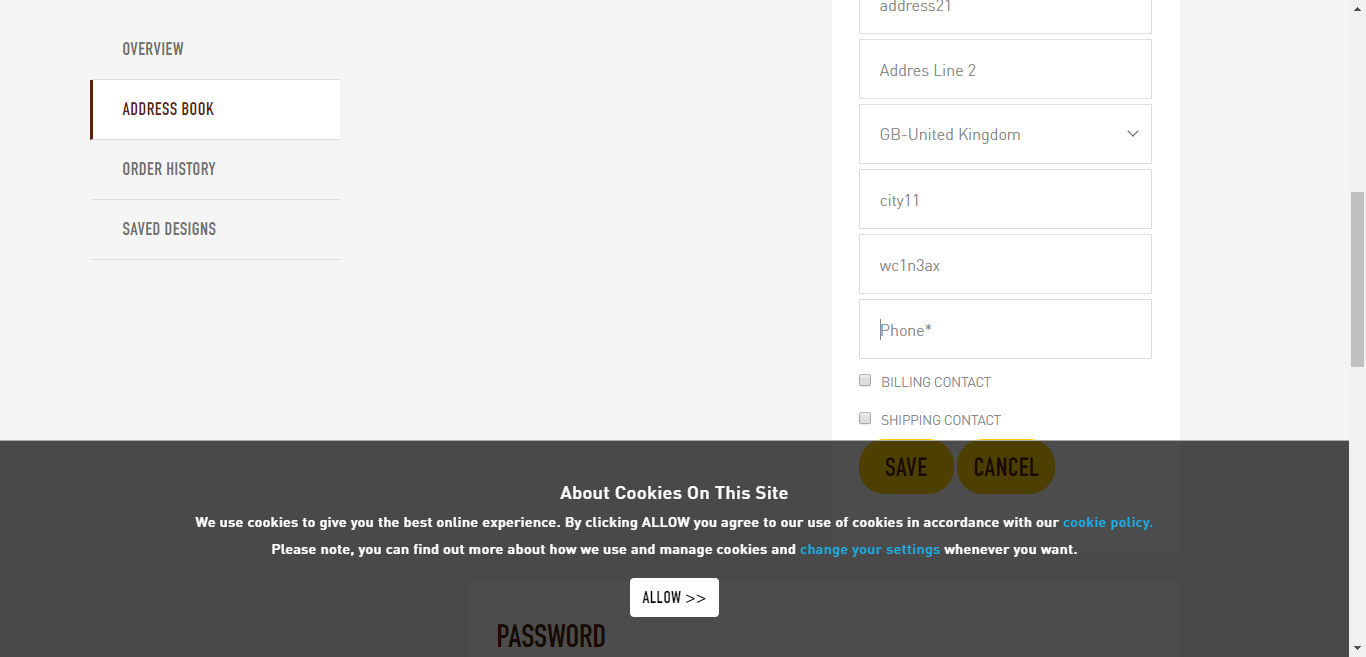 OVERVIEW
ADDRESS BOOK
ORDER HISTORY
SAVED DESIGNS
address21
Addres Line 2
GB-United Kingdom
city11
wc1n3ax
Phone*
BILLING CONTACT
SHIPPING CONTACT
SAVE CANCEL
About Cookies On This Site
We use cookies to give you the best online experience. By clicking ALLOW you agree to our use of cookies in accordance with our cookie policy.
Please note, you can find out more about how we use and manage cookies and change your settings whenever you want.
ALLOW >>
PASSWORD